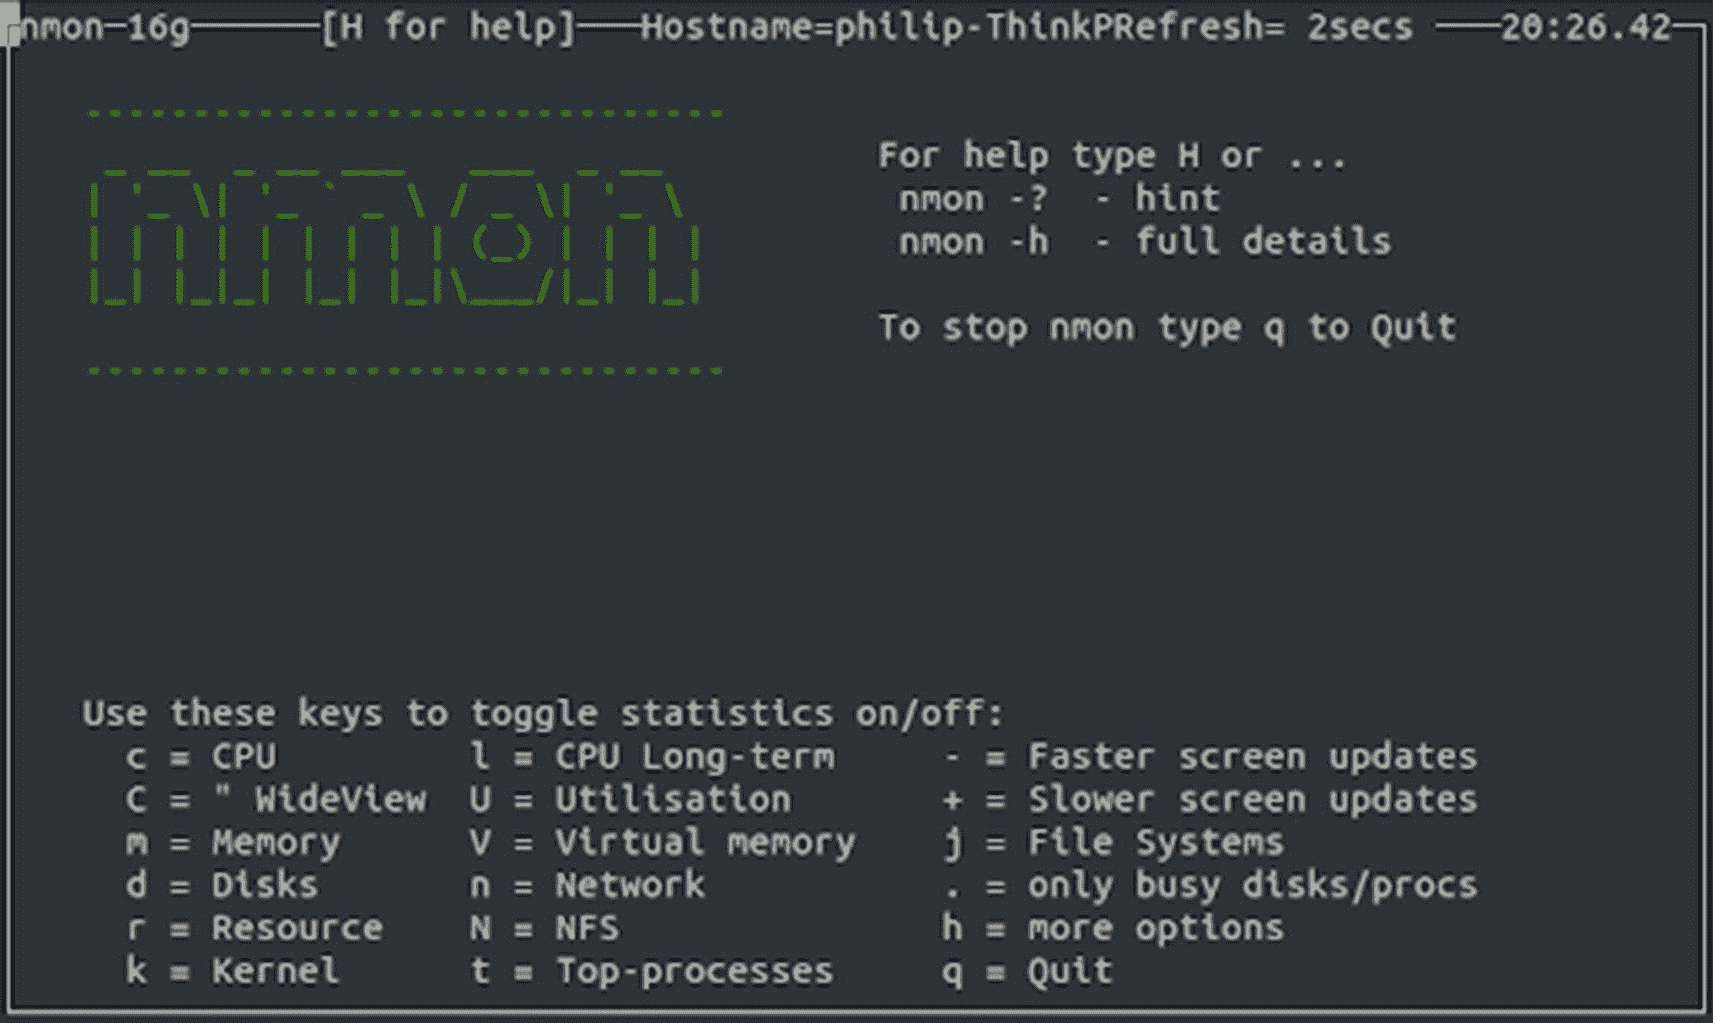 nmon-16g [H for help] Hostname=philip-ThinkPRefresh= 2secs 20:26.42
nmon
For help type H or ...
nmon -? - hint
nmon -h - full details
To stop nmon type q to Quit
Use these keys to toggle statistics on/off:
c = CPU l = CPU Long-term - = Faster screen updates
C = " WideView U = Utilisation + = Slower screen updates
m = Memory V = Virtual memory j = File Systems
d = Disks n = Network . = only busy disks/procs
r = Resource N = NFS h = more options
k = Kernel t = Top-processes q = Quit